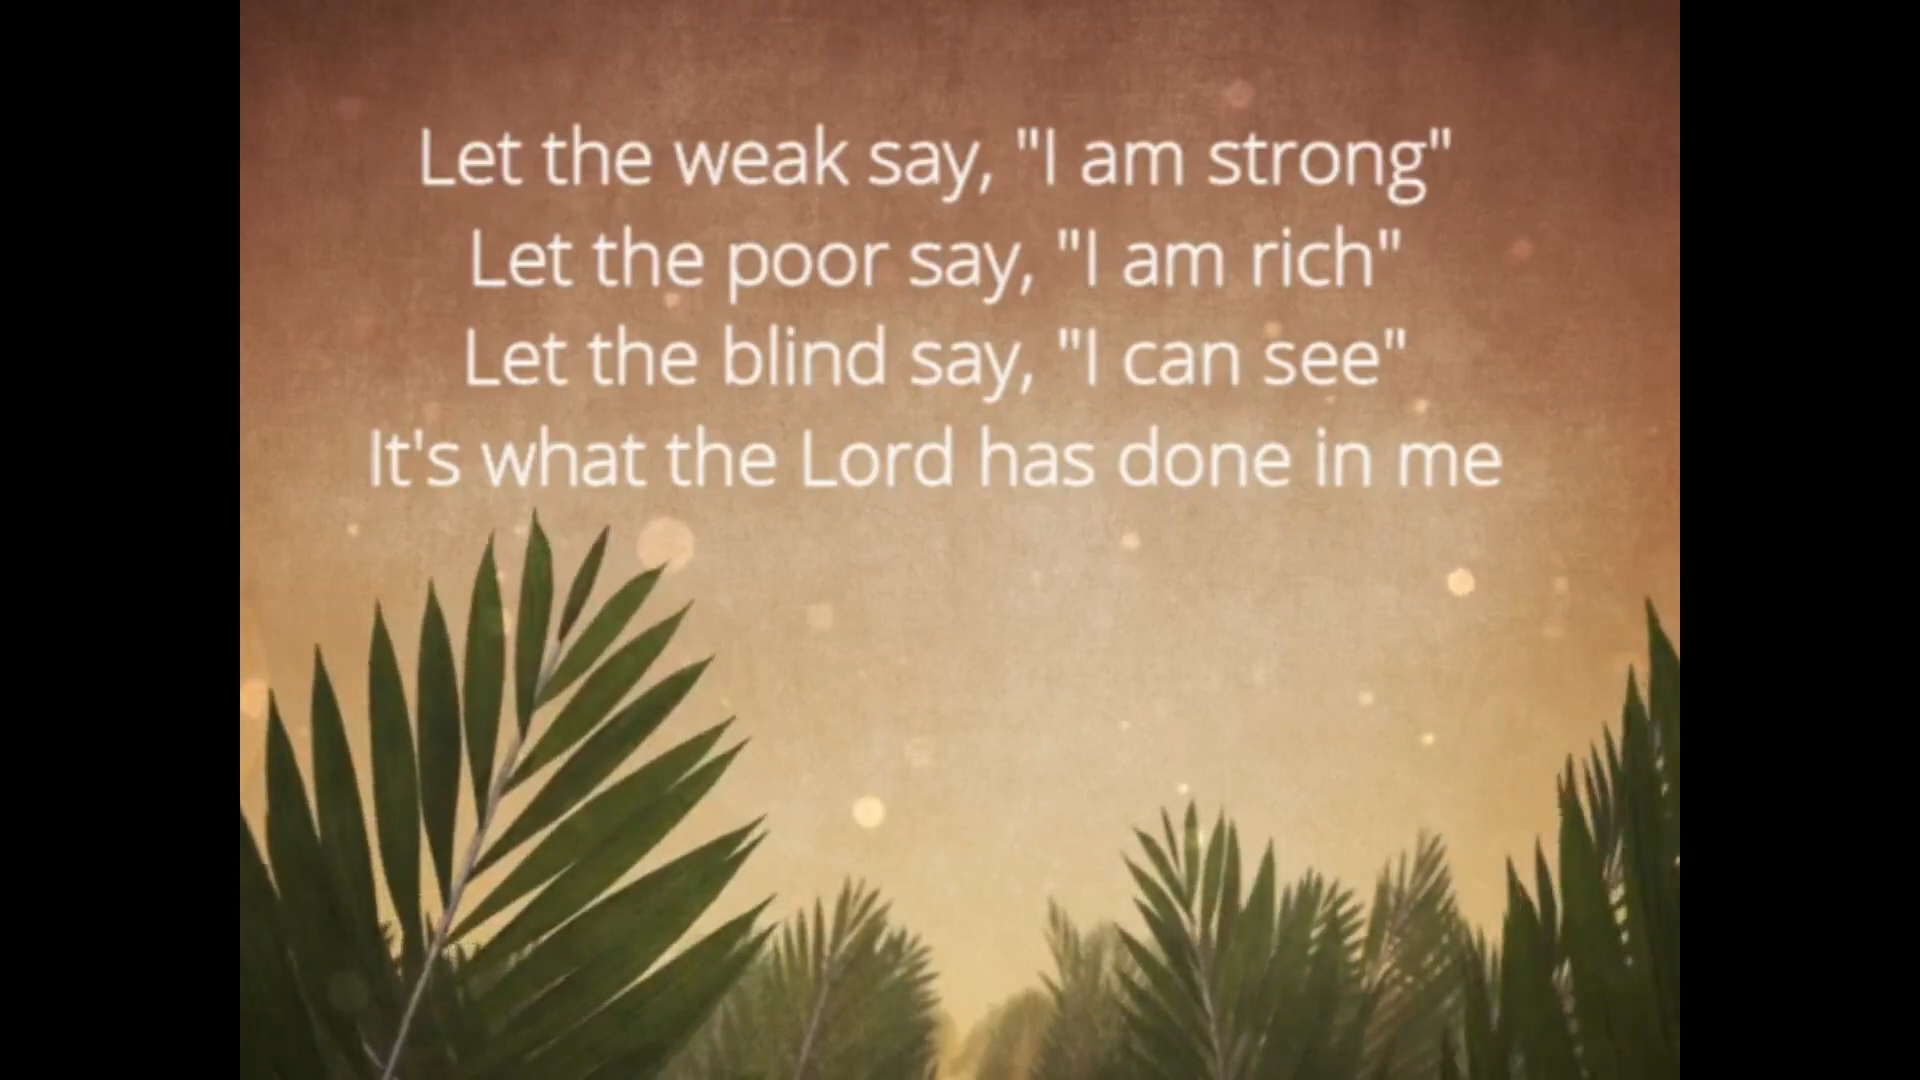 Let the weak say, "I am strong"
Let the poor say, "I am rich"
Let the blind say, "I can see"
It's what the Lord has done in me